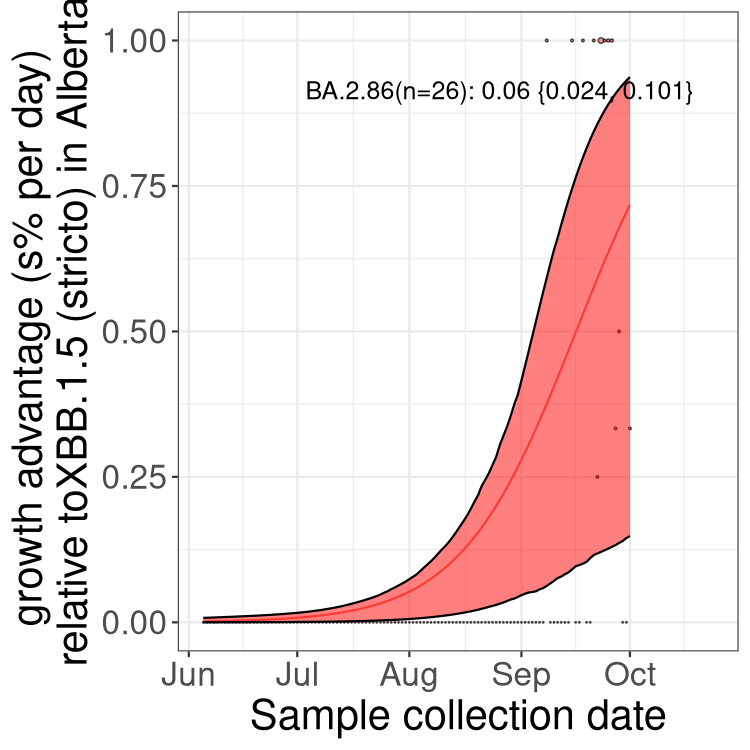 growth advantage (s% per day)
relative toXBB.1.5 (stricto) in Alberta
1.00
0.75
0.50
0.25
0.00
BA.2.86(n=26): 0.06 {0.024, 0.101}
Jun Jul Aug Sep Oct
Sample collection date